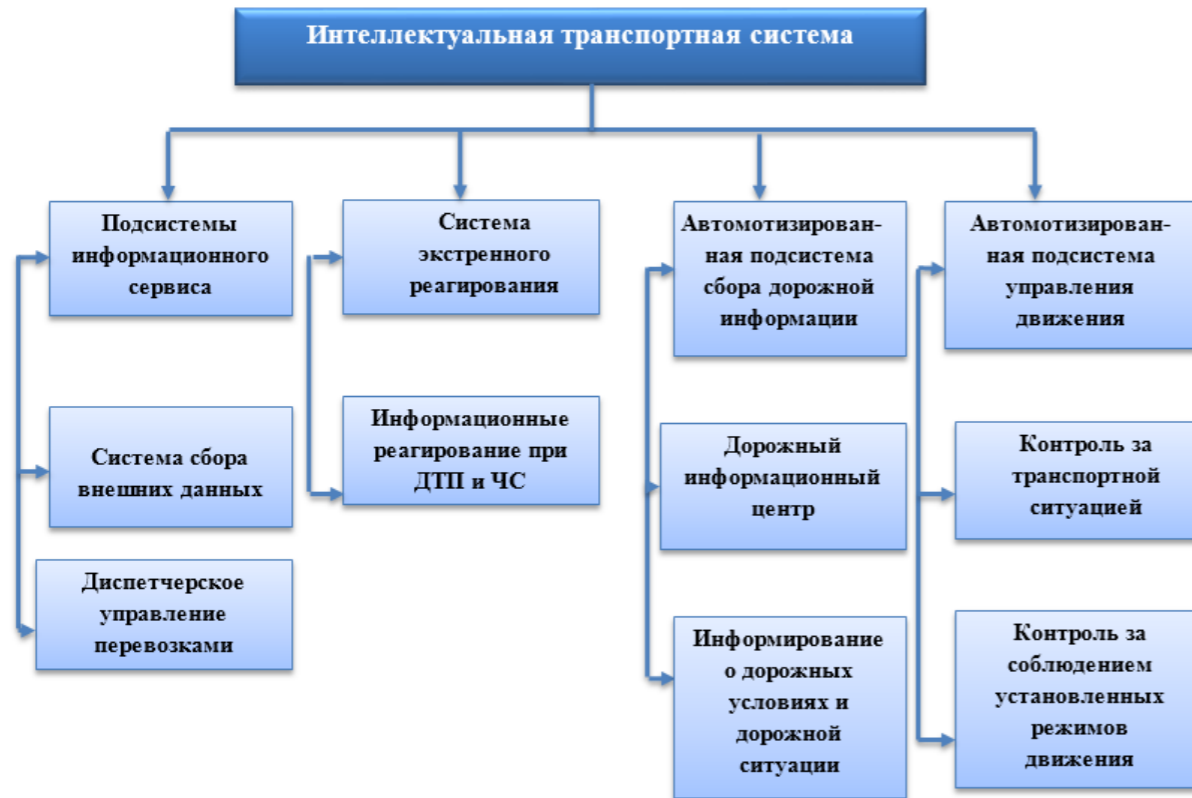 Интеллектуальная транспортная система
Подсистемы
информационного
сервиса
Система
экстренного
реагирования
Автомотизирован-
ная подсистема
сбора дорожной
информации
Автомотизирован-
ная подсистема
управления
движения
Система сбора
внешних данных
Информационные
реагирование при
ДТП и ЧС
Дорожный
информационный
центр
Контроль за
транспортной
ситуацией
Диспетчерское
управление
перевозками
Информирование
о дорожных
условиях и
дорожной
ситуации
Контроль за
соблюдением
установленных
режимов
движения